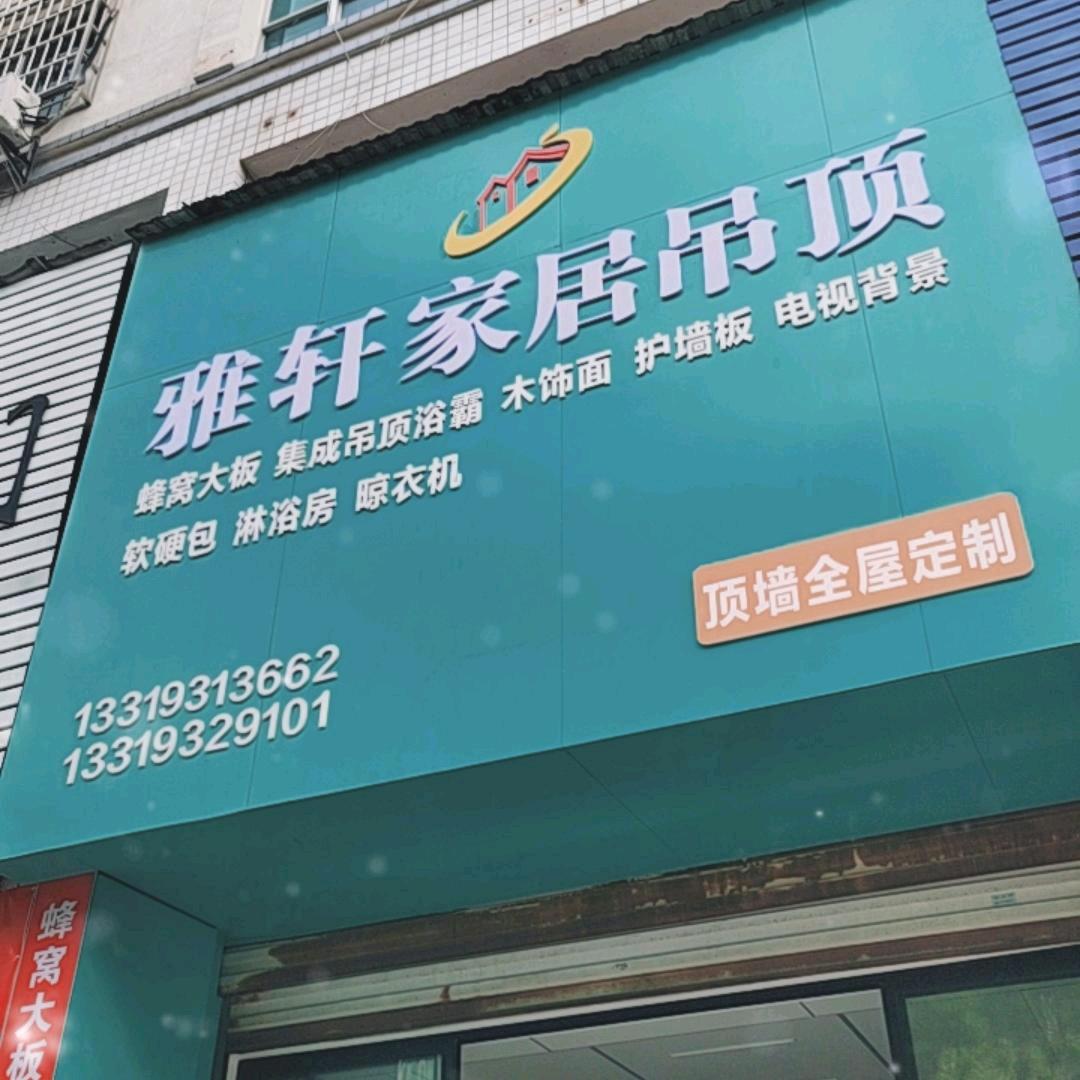 雅轩家居吊顶
蜂窝大板 集成吊顶浴霸 木饰面 护墙板 电视背景
软硬包 淋浴房 晾衣机
顶墙全屋定制
13319313662
13319329101
蜂窝大板